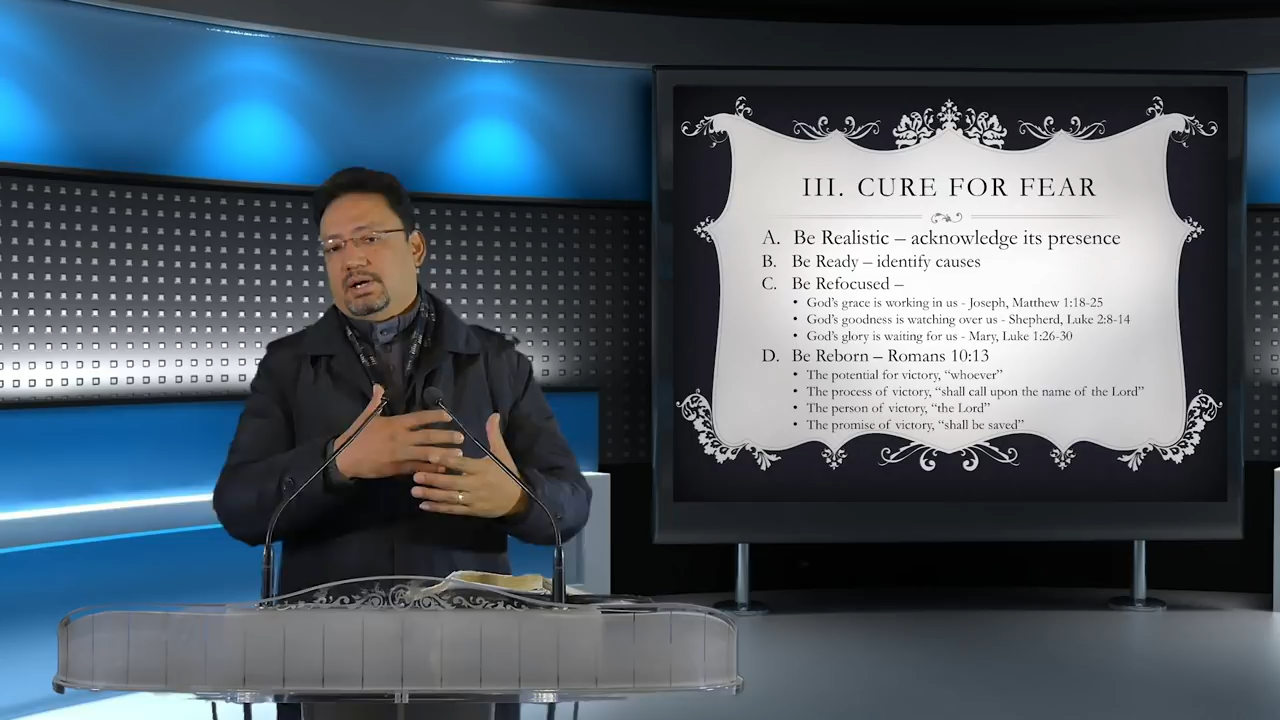 III. CURE FOR FEAR
A. Be Realistic – acknowledge its presence
B. Be Ready – identify causes
C. Be Refocused –
• God's grace is working in us - Joseph, Matthew 1:18-25
• God's goodness is watching over us - Shepherd, Luke 2:8-14
• God's glory is waiting for us - Mary, Luke 1:26-30
D. Be Reborn – Romans 10:13
• The potential for victory, “whoever”
• The process of victory, “shall call upon the name of the Lord”
• The person of victory, “the Lord”
• The promise of victory, “shall be saved”